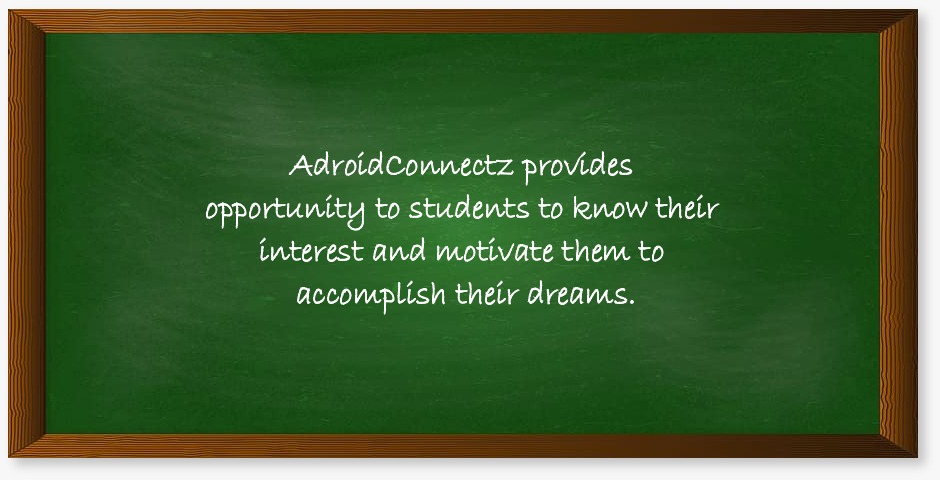 AdroidConnectz provides
opportunity to students to know their
interest and motivate them to
accomplish their dreams.